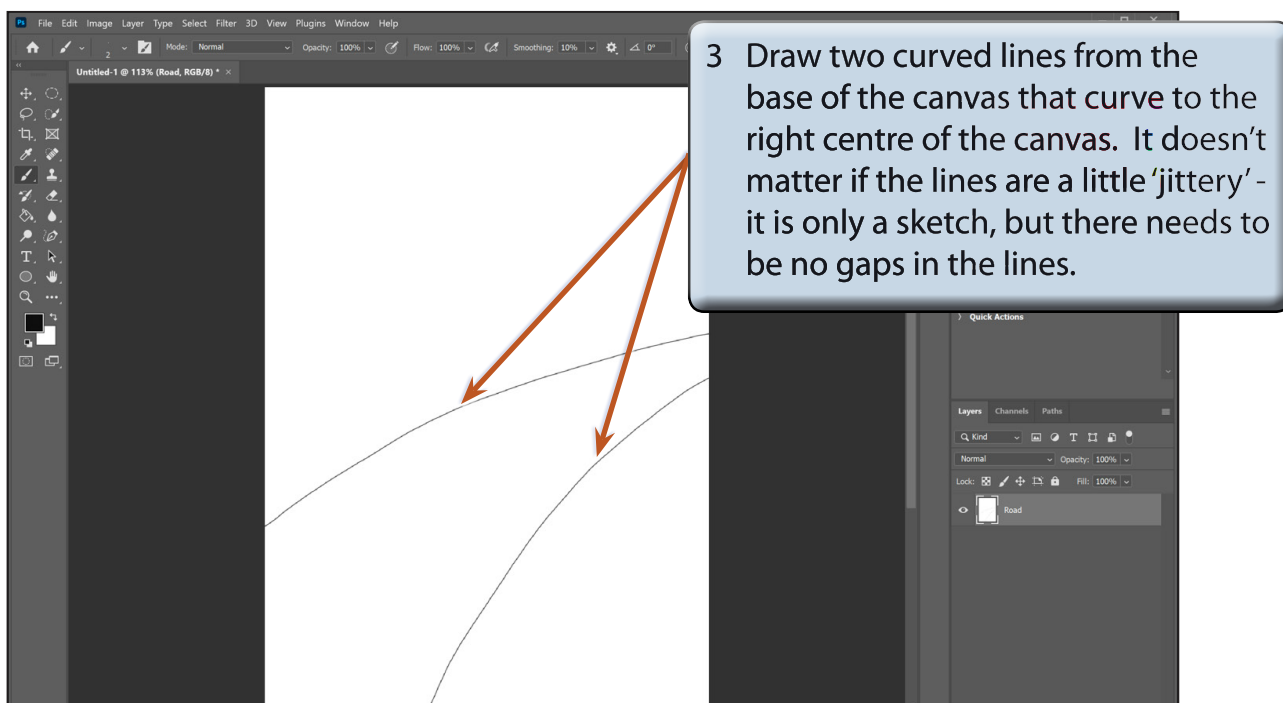 Ps File Edit Image Layer Type Select Filter 3D View Plugins Window Help
2 Mode: Normal Opacity: 100% Flow: 100% Smoothing: 10% 0°
Untitled-1 @ 113% (Road, RGB/8) * ×
3 Draw two curved lines from the
base of the canvas that curve to the
right centre of the canvas. It doesn't
matter if the lines are a little 'jittery' -
it is only a sketch, but there needs to
be no gaps in the lines.
Quick Actions
Layers Channels Paths
Kind
Normal Opacity: 100%
Lock: Fill: 100%
Road